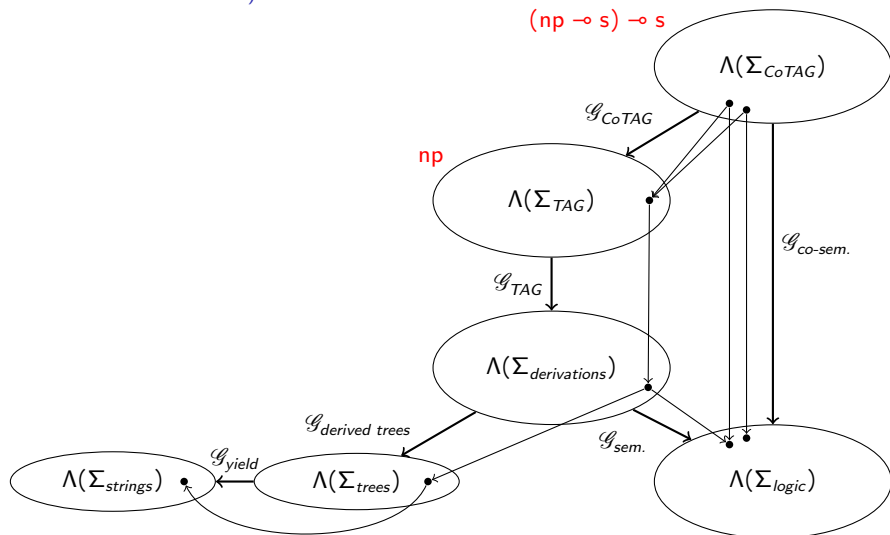 (np ⊸ s) ⊸ s
Λ(Σ_CoTAG)
𝒢_CoTAG
np
Λ(Σ_TAG)
𝒢_co-sem.
𝒢_TAG
Λ(Σ_derivations)
𝒢_derived trees
𝒢_sem.
𝒢_yield
Λ(Σ_strings)
Λ(Σ_trees)
Λ(Σ_logic)